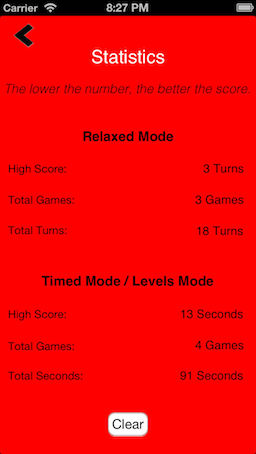 Carrier 8:27 PM
Statistics
The lower the number, the better the score.
Relaxed Mode
High Score: 3 Turns
Total Games: 3 Games
Total Turns: 18 Turns
Timed Mode / Levels Mode
High Score: 13 Seconds
Total Games: 4 Games
Total Seconds: 91 Seconds
Clear